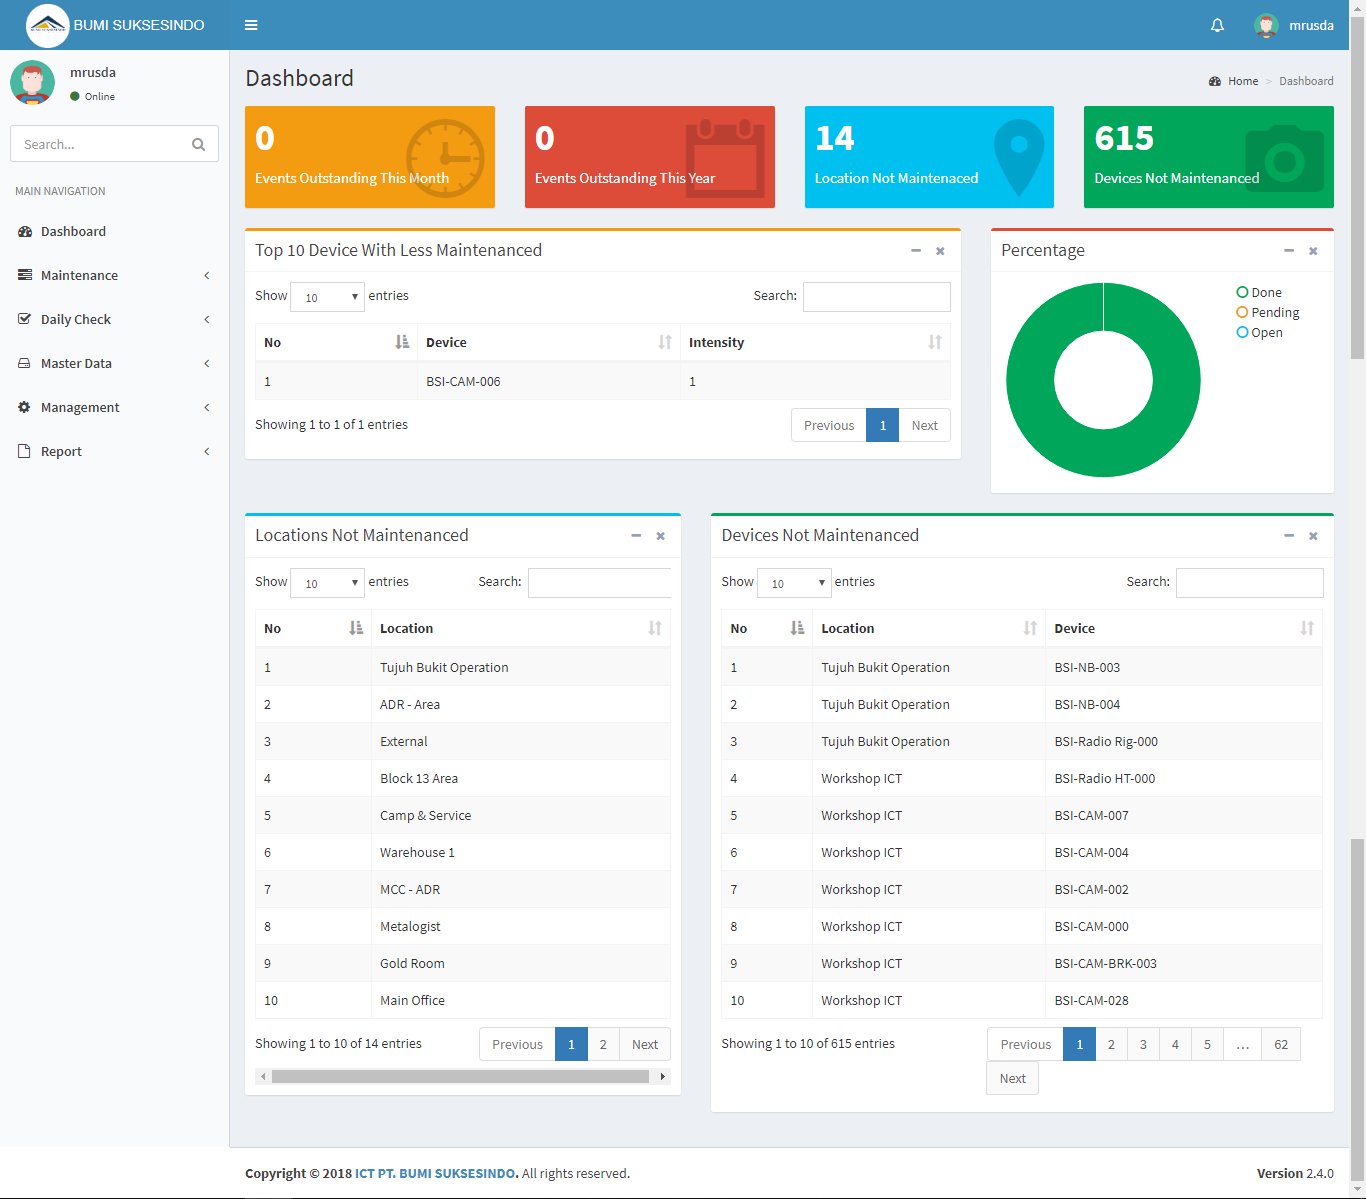 BUMI SUKSESINDO
mrusda
mrusda
Online
Search...
MAIN NAVIGATION
Dashboard
Maintenance
Daily Check
Master Data
Management
Report
Dashboard
Home > Dashboard
0
Events Outstanding This Month
0
Events Outstanding This Year
14
Location Not Maintenaced
615
Devices Not Maintenanced
Top 10 Device With Less Maintenanced
Show 10 entries Search:
No Device Intensity
1 BSI-CAM-006 1
Showing 1 to 1 of 1 entries Previous 1 Next
Percentage
Done
Pending
Open
Locations Not Maintenanced
Show 10 entries Search:
No Location
1 Tujuh Bukit Operation
2 ADR - Area
3 External
4 Block 13 Area
5 Camp & Service
6 Warehouse 1
7 MCC - ADR
8 Metalogist
9 Gold Room
10 Main Office
Showing 1 to 10 of 14 entries Previous 1 2 Next
Devices Not Maintenanced
Show 10 entries Search:
No Location Device
1 Tujuh Bukit Operation BSI-NB-003
2 Tujuh Bukit Operation BSI-NB-004
3 Tujuh Bukit Operation BSI-Radio Rig-000
4 Workshop ICT BSI-Radio HT-000
5 Workshop ICT BSI-CAM-007
6 Workshop ICT BSI-CAM-004
7 Workshop ICT BSI-CAM-002
8 Workshop ICT BSI-CAM-000
9 Workshop ICT BSI-CAM-BRK-003
10 Workshop ICT BSI-CAM-028
Showing 1 to 10 of 615 entries Previous 1 2 3 4 5 ... 62
Next
Copyright © 2018 ICT PT. BUMI SUKSESINDO. All rights reserved. Version 2.4.0